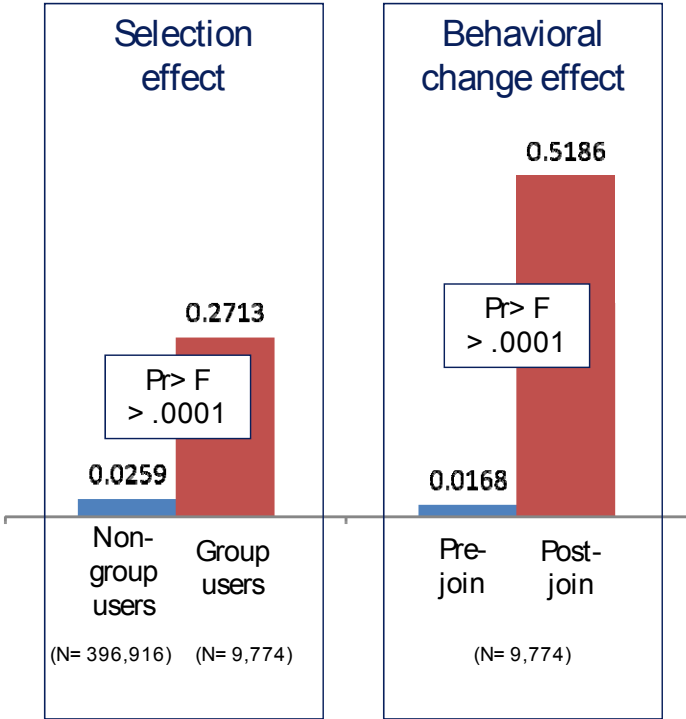 Selection
effect
0.2713
Pr> F
> .0001
0.0259
Non-
group
users
Group
users
(N= 396,916)
(N= 9,774)
Behavioral
change effect
0.5186
Pr> F
> .0001
0.0168
Pre-
join
Post-
join
(N= 9,774)